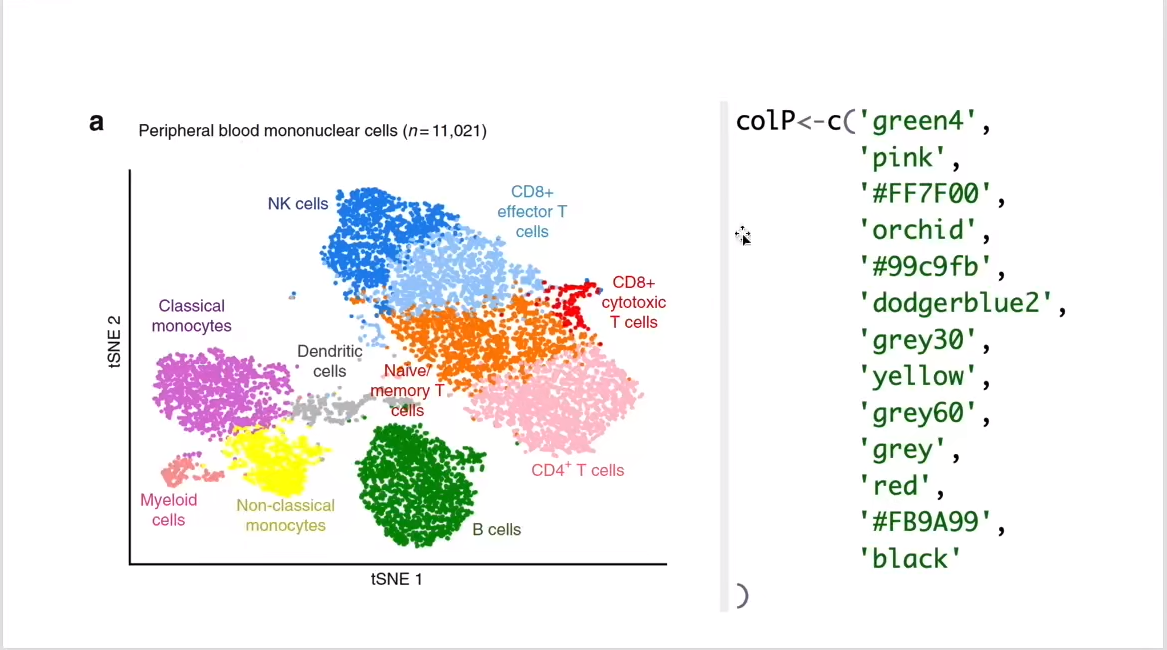 a
Peripheral blood mononuclear cells (n=11,021)
NK cells
CD8+
effector T
cells
CD8+
cytotoxic
T cells
Classical
monocytes
Dendritic
cells
Naive/
memory T
cells
CD4+ T cells
Myeloid
cells
Non-classical
monocytes
B cells
tSNE 2
tSNE 1
colP<-c('green4',
'pink',
'#FF7F00',
'orchid',
'#99c9fb',
'dodgerblue2',
'grey30',
'yellow',
'grey60',
'grey',
'red',
'#FB9A99',
'black'
)